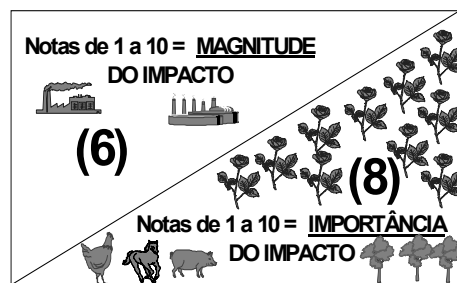 Notas de 1 a 10 = MAGNITUDE
DO IMPACTO
(6)
(8)
Notas de 1 a 10 = IMPORTÂNCIA
DO IMPACTO